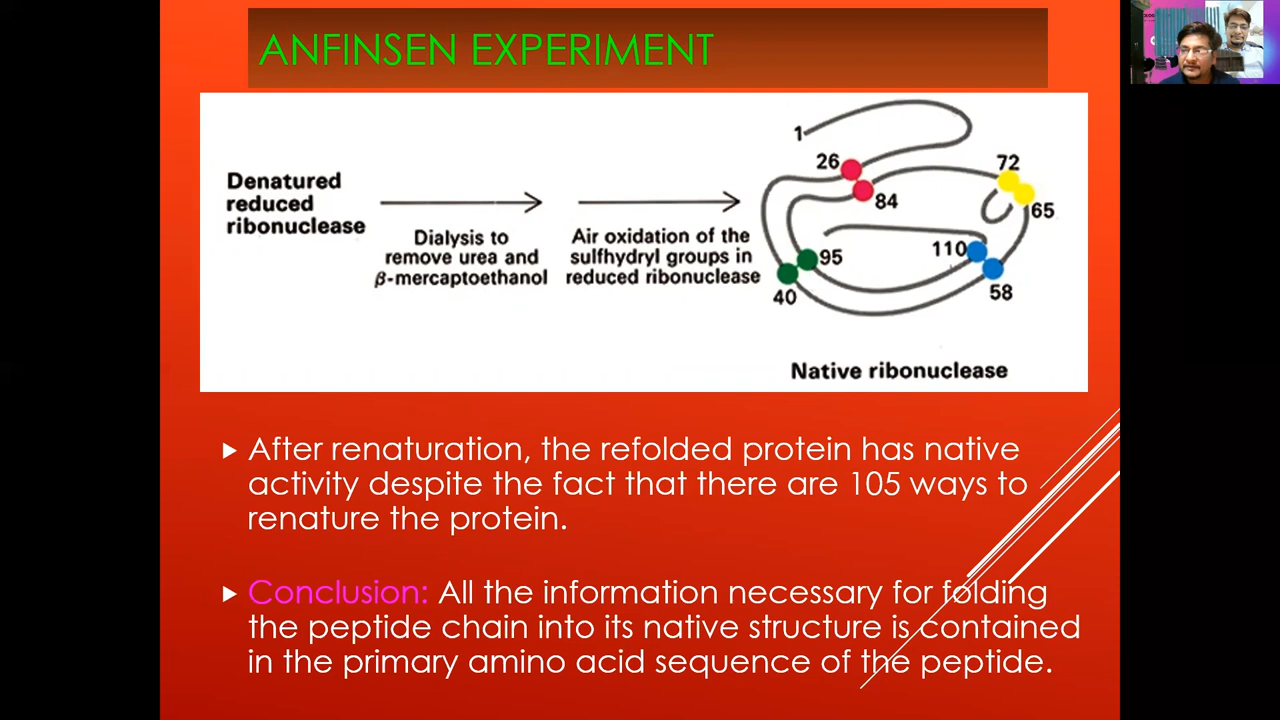 ANFINSEN EXPERIMENT
Denatured
reduced
ribonuclease
Dialysis to
remove urea and
β-mercaptoethanol
Air oxidation of the
sulfhydryl groups in
reduced ribonuclease
1
26
84
72
65
95
110
40
58
Native ribonuclease
After renaturation, the refolded protein has native
activity despite the fact that there are 105 ways to
renature the protein.
Conclusion: All the information necessary for folding
the peptide chain into its native structure is contained
in the primary amino acid sequence of the peptide.